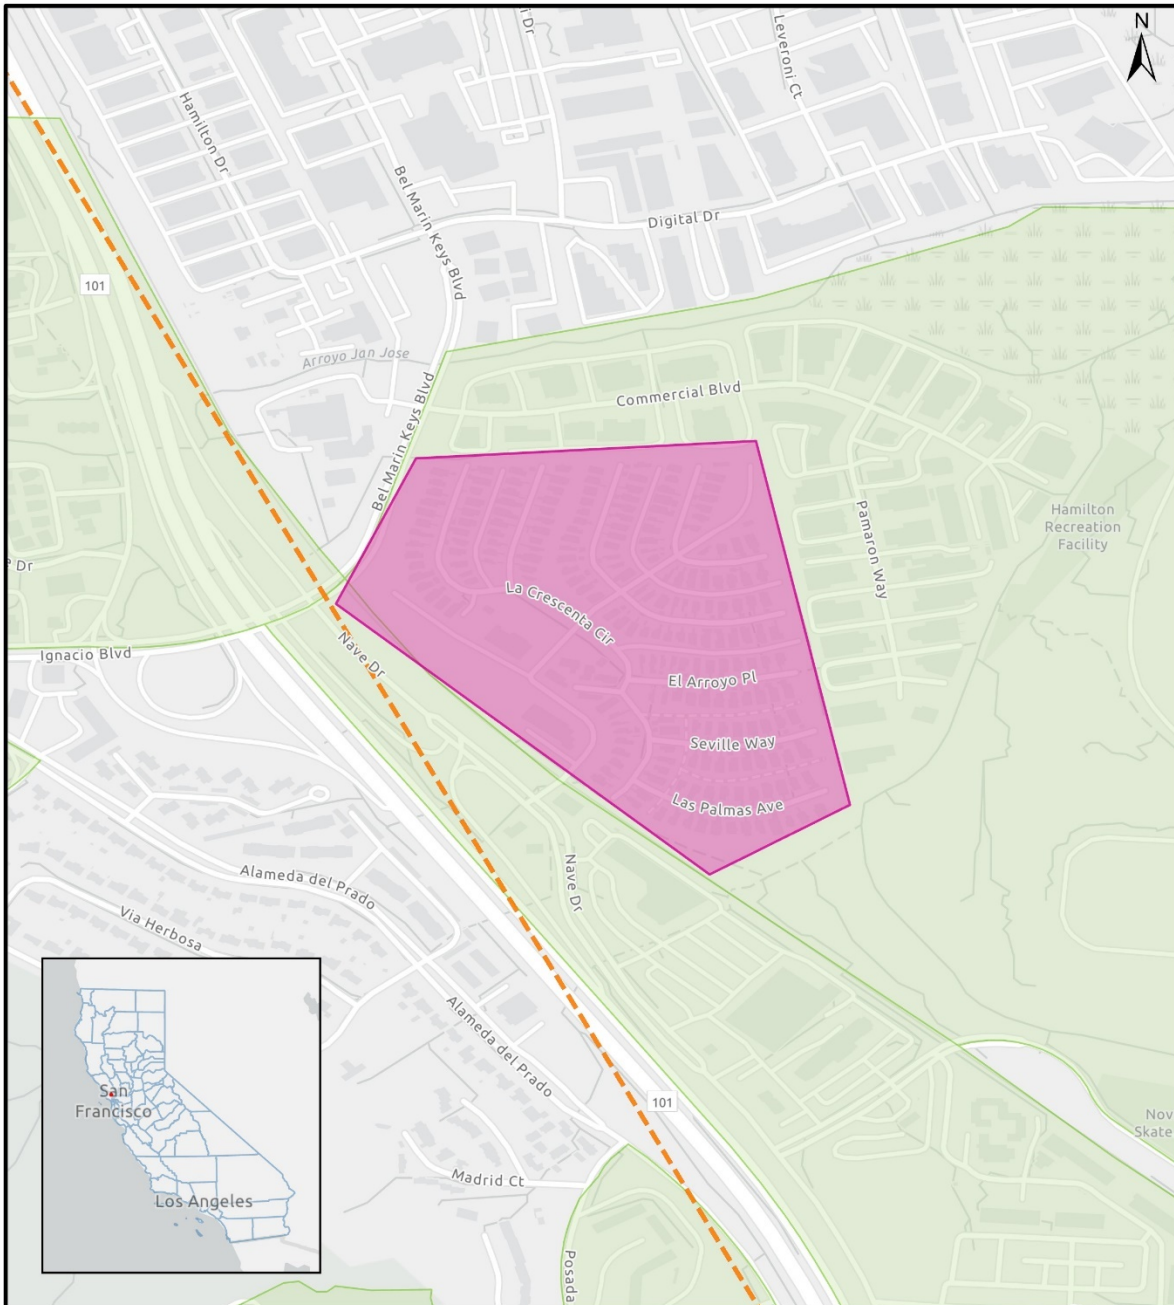 i Dr
Leveroni Ct
N
Hamilton Dr
Bel Marin Keys Blvd
Digital Dr
101
Arroyo Jan Jose
Bel Marin Keys Blvd
Commercial Blvd
Pamaron Way
Hamilton
Recreation
Facility
e Dr
La Crescenta Cir
Ignacio Blvd
Nave Dr
El Arroyo Pl
Seville Way
Las Palmas Ave
Nave Dr
Alameda del Prado
Via Herbosa
Alameda del Prado
San
Francisco
Los Angeles
101
Nov
Skate
Madrid Ct
Posada